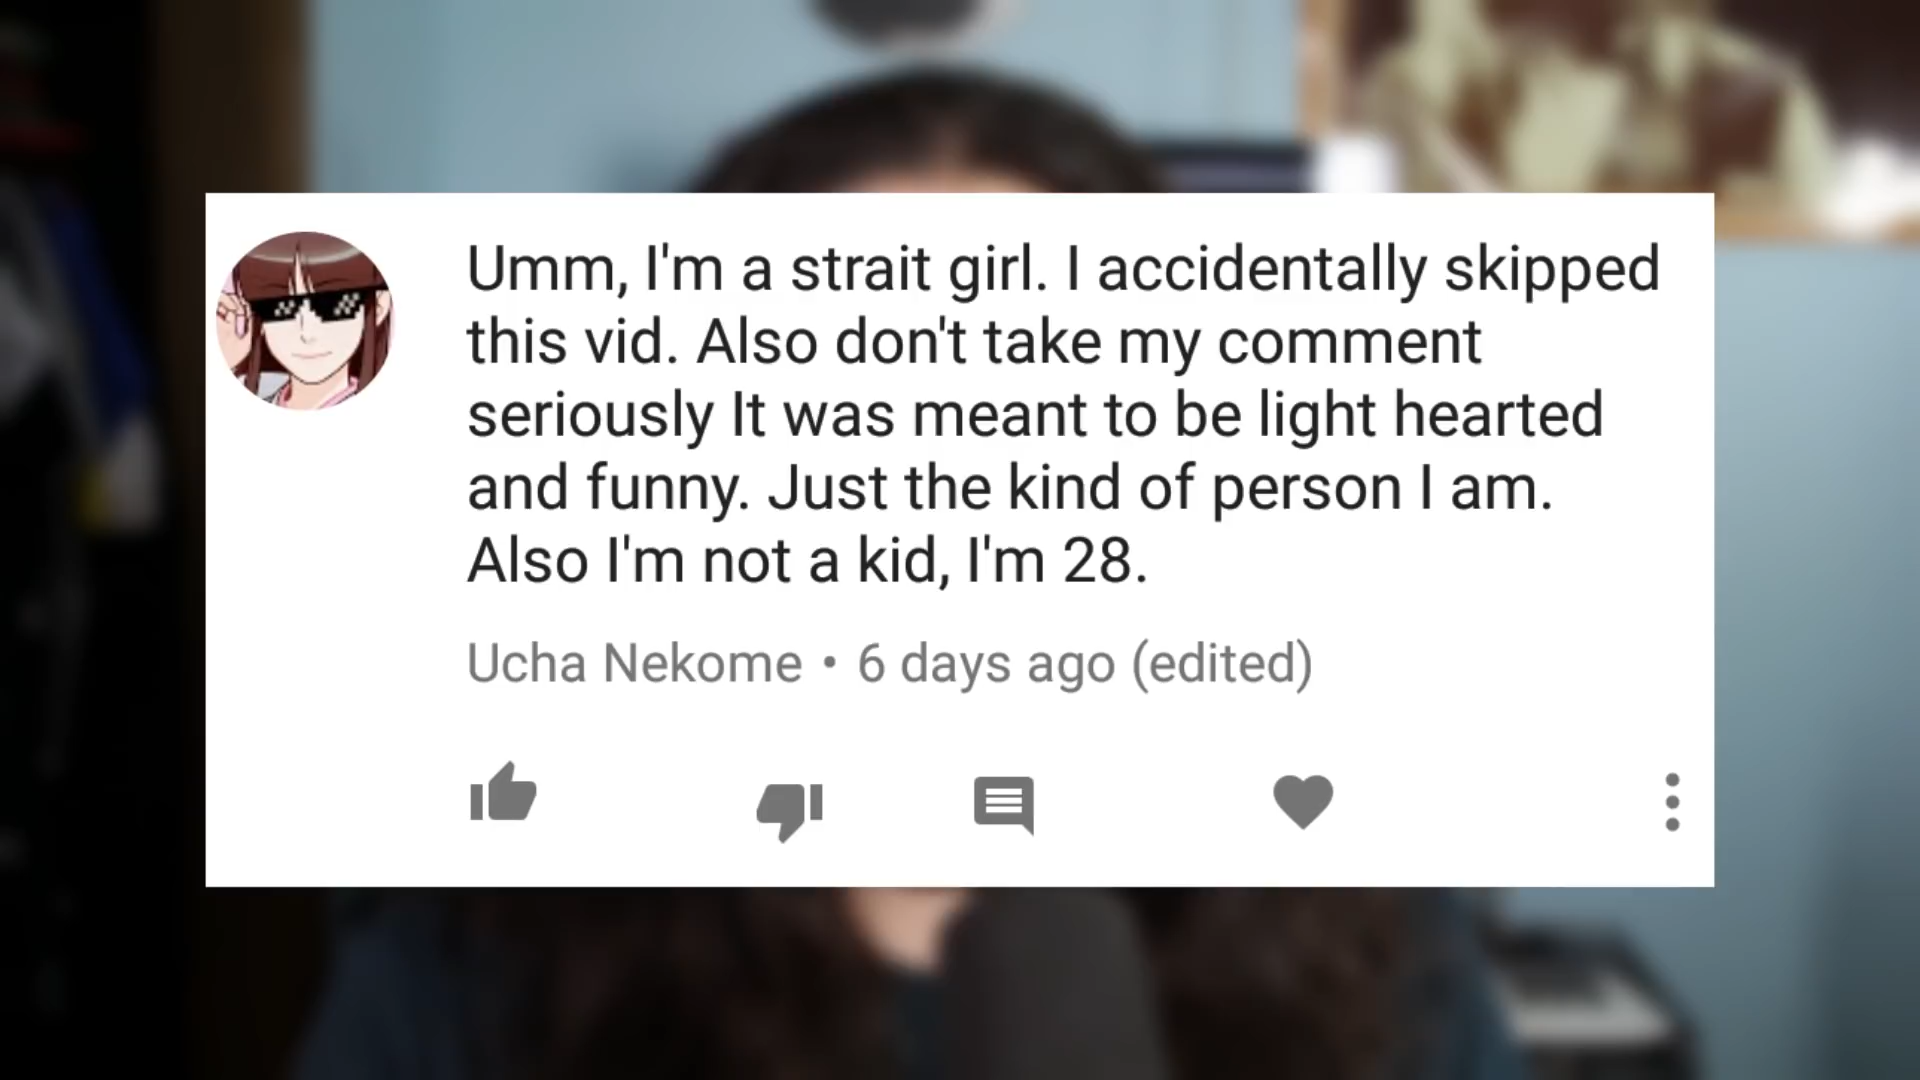 Umm, I'm a strait girl. I accidentally skipped
this vid. Also don't take my comment
seriously It was meant to be light hearted
and funny. Just the kind of person I am.
Also I'm not a kid, I'm 28.
Ucha Nekome • 6 days ago (edited)